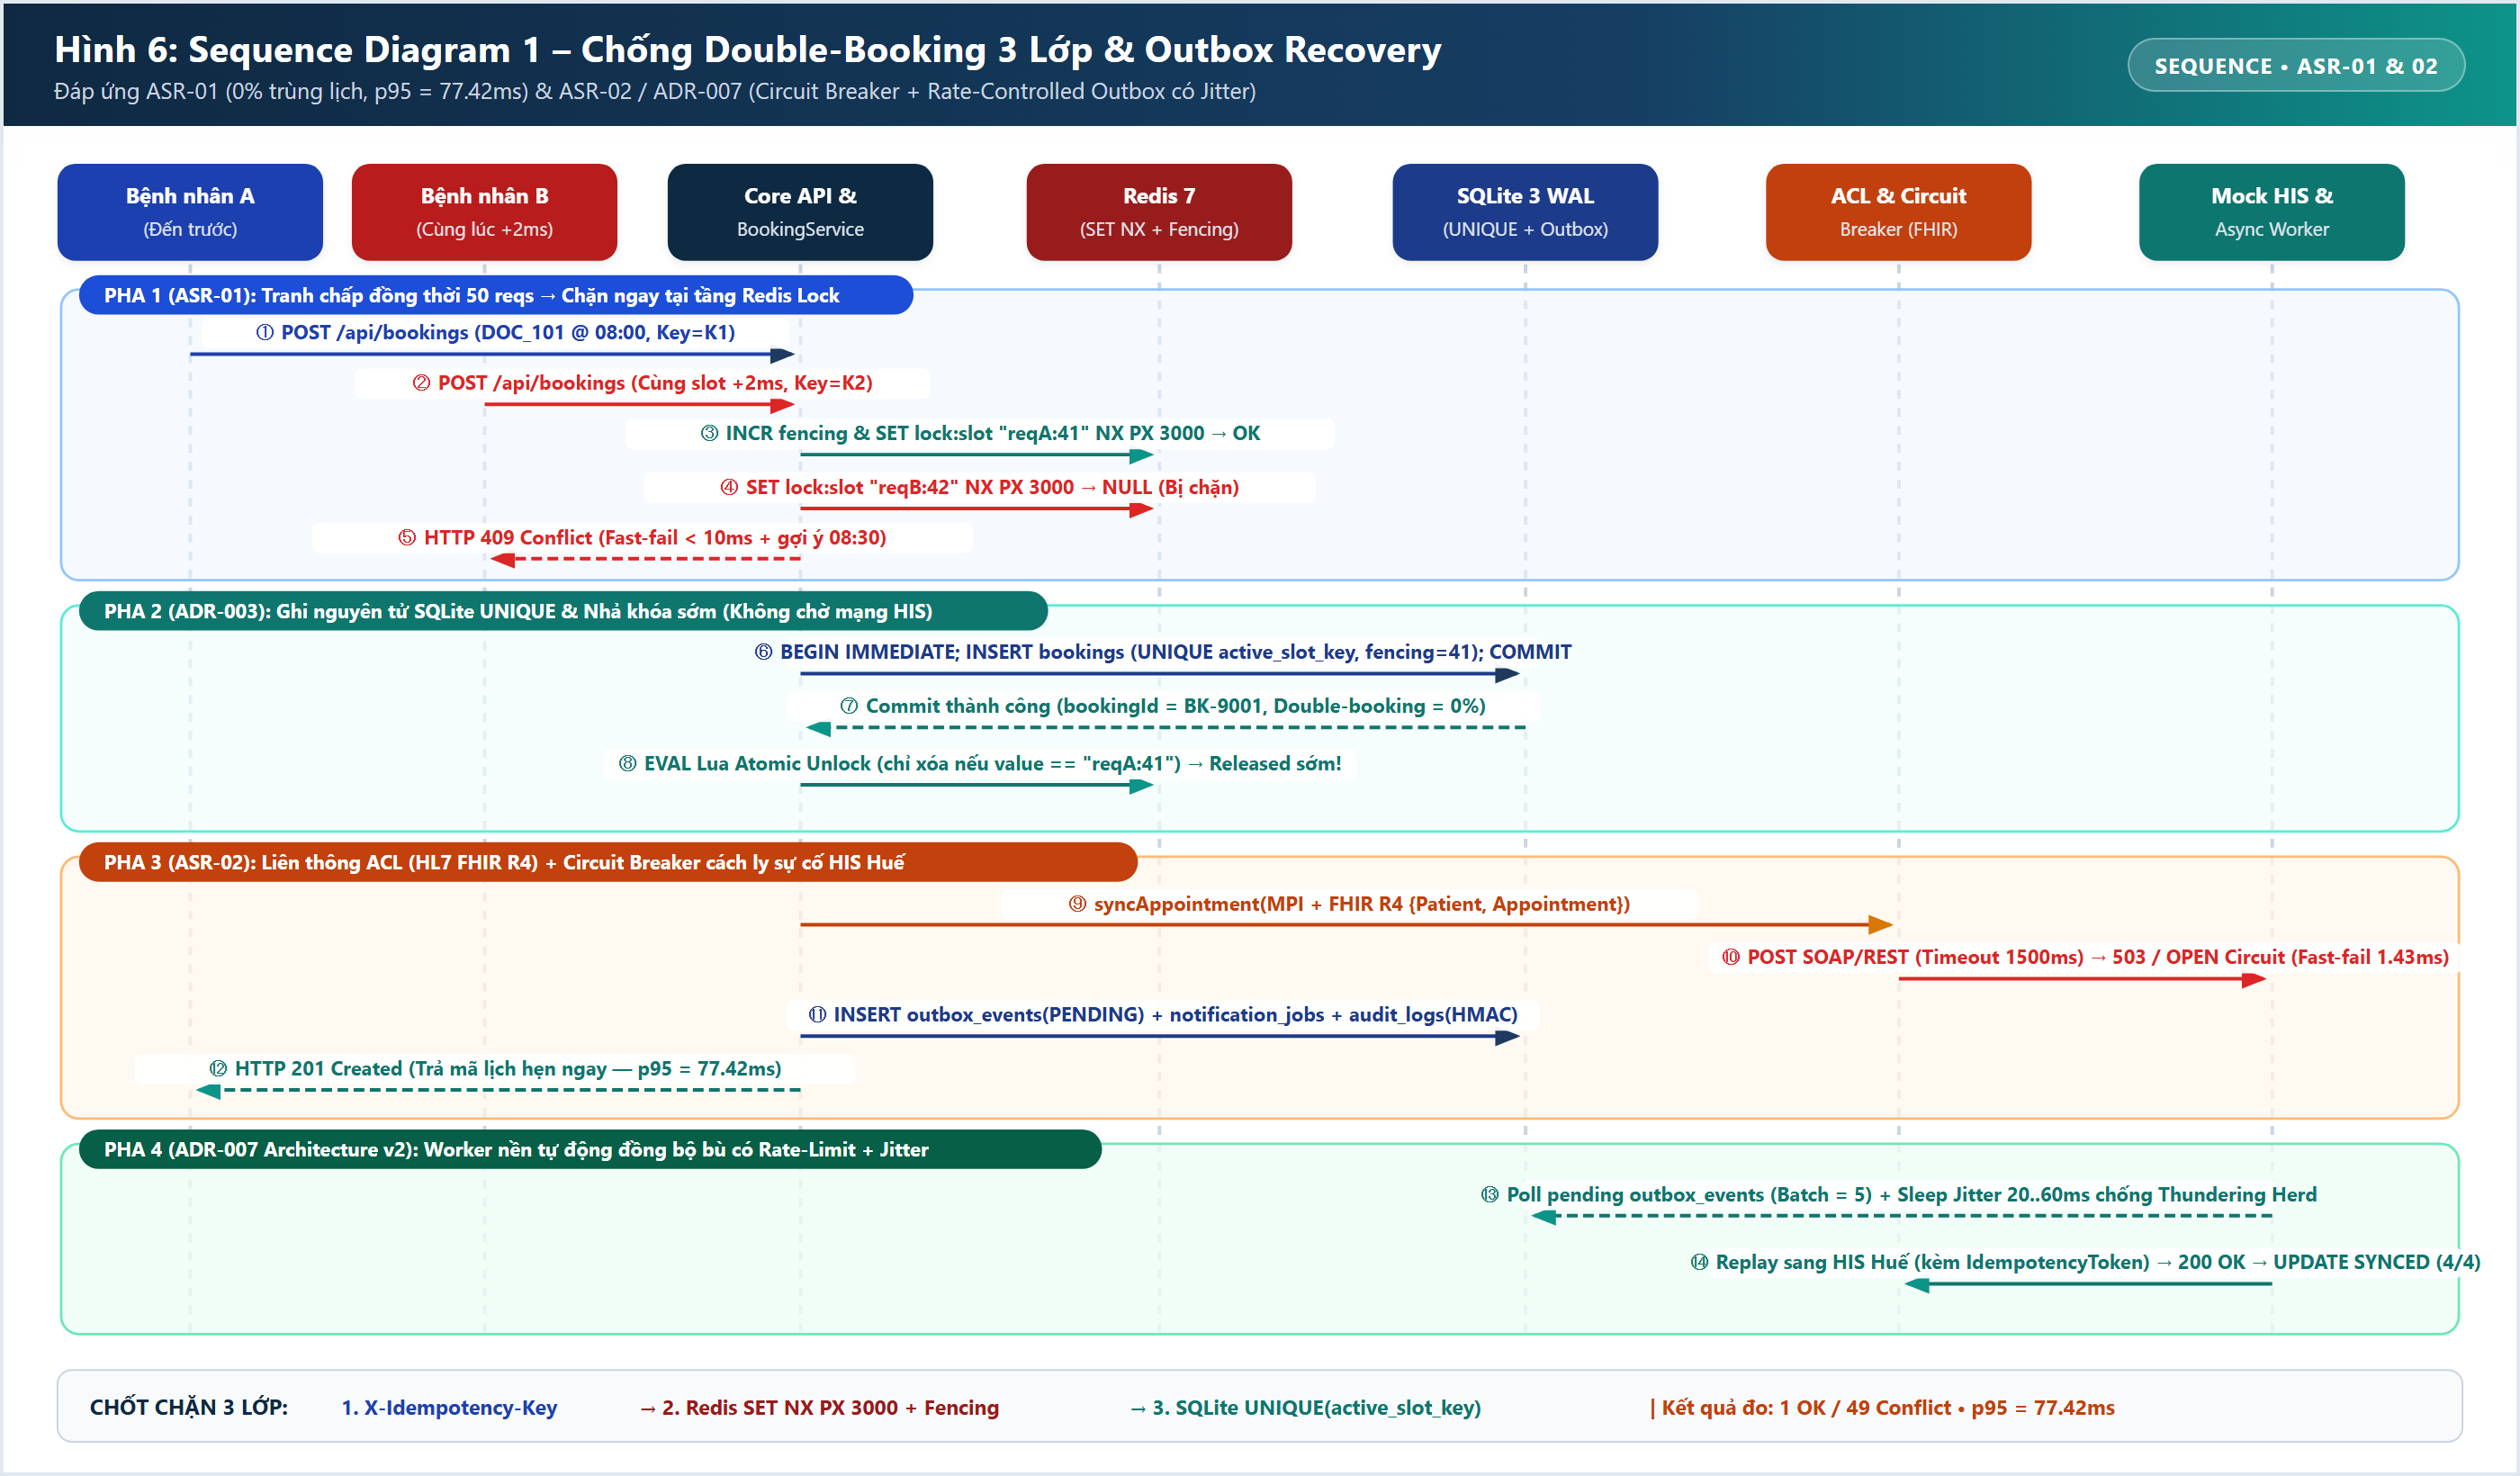 Hình 6: Sequence Diagram 1 – Chống Double-Booking 3 Lớp & Outbox Recovery
Đáp ứng ASR-01 (0% trùng lịch, p95 = 77.42ms) & ASR-02 / ADR-007 (Circuit Breaker + Rate-Controlled Outbox có Jitter)
SEQUENCE • ASR-01 & 02
Bệnh nhân A
(Đến trước)
Bệnh nhân B
(Cùng lúc +2ms)
Core API &
BookingService
Redis 7
(SET NX + Fencing)
SQLite 3 WAL
(UNIQUE + Outbox)
ACL & Circuit
Breaker (FHIR)
Mock HIS &
Async Worker
PHA 1 (ASR-01): Tranh chấp đồng thời 50 reqs → Chặn ngay tại tầng Redis Lock
① POST /api/bookings (DOC_101 @ 08:00, Key=K1)
② POST /api/bookings (Cùng slot +2ms, Key=K2)
③ INCR fencing & SET lock:slot "reqA:41" NX PX 3000 → OK
④ SET lock:slot "reqB:42" NX PX 3000 → NULL (Bị chặn)
⑤ HTTP 409 Conflict (Fast-fail < 10ms + gợi ý 08:30)
PHA 2 (ADR-003): Ghi nguyên tử SQLite UNIQUE & Nhả khóa sớm (Không chờ mạng HIS)
⑥ BEGIN IMMEDIATE; INSERT bookings (UNIQUE active_slot_key, fencing=41); COMMIT
⑦ Commit thành công (bookingId = BK-9001, Double-booking = 0%)
⑧ EVAL Lua Atomic Unlock (chỉ xóa nếu value == "reqA:41") → Released sớm!
PHA 3 (ASR-02): Liên thông ACL (HL7 FHIR R4) + Circuit Breaker cách ly sự cố HIS Huế
⑨ syncAppointment(MPI + FHIR R4 {Patient, Appointment})
⑩ POST SOAP/REST (Timeout 1500ms) → 503 / OPEN Circuit (Fast-fail 1.43ms)
⑪ INSERT outbox_events(PENDING) + notification_jobs + audit_logs(HMAC)
⑫ HTTP 201 Created (Trả mã lịch hẹn ngay — p95 = 77.42ms)
PHA 4 (ADR-007 Architecture v2): Worker nền tự động đồng bộ bù có Rate-Limit + Jitter
⑬ Poll pending outbox_events (Batch = 5) + Sleep Jitter 20..60ms chống Thundering Herd
⑭ Replay sang HIS Huế (kèm IdempotencyToken) → 200 OK → UPDATE SYNCED (4/4)
CHỐT CHẶN 3 LỚP: 1. X-Idempotency-Key → 2. Redis SET NX PX 3000 + Fencing → 3. SQLite UNIQUE(active_slot_key) | Kết quả đo: 1 OK / 49 Conflict • p95 = 77.42ms